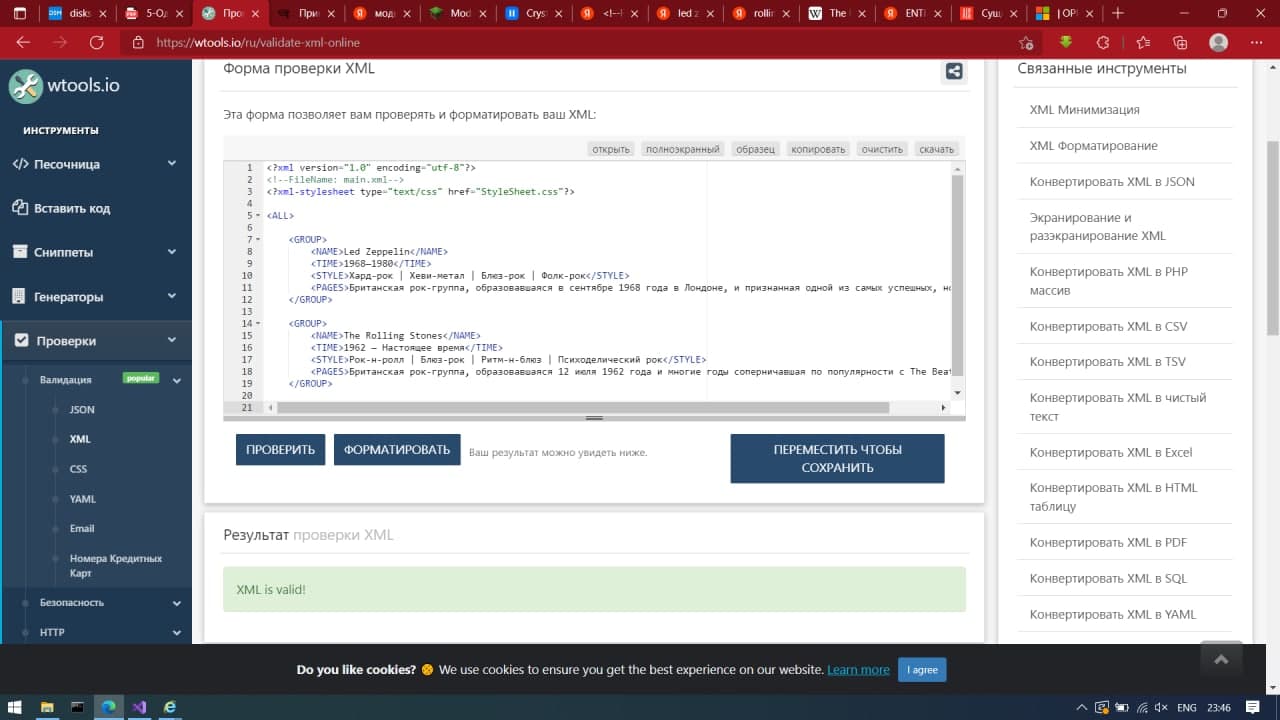 disks
5-Од
Про
При
мод
Mod
Cryst
<!--!
led z
rollin
The l
ENTI
Сущ
| OPI
https://wtools.io/ru/validate-xml-online
wtools.io
ИНСТРУМЕНТЫ
Песочница
Вставить код
Сниппеты
Генераторы
Проверки
Валидация
popular
JSON
XML
CSS
YAML
Email
Номера Кредитных
Карт
Безопасность
HTTP
Форма проверки XML
Эта форма позволяет вам проверять и форматировать ваш XML:
открыть полноэкранный образец копировать очистить скачать
1 <?xml version="1.0" encoding="utf-8"?>
2 <!--FileName: main.xml-->
3 <?xml-stylesheet type="text/css" href="StyleSheet.css"?>
4
5 <ALL>
6
7 <GROUP>
8 <NAME>Led Zeppelin</NAME>
9 <TIME>1968—1980</TIME>
10 <STYLE>Хард-рок | Хеви-метал | Блюз-рок | Фолк-рок</STYLE>
11 <PAGES>Британская рок-группа, образовавшаяся в сентябре 1968 года в Лондоне, и признанная одной из самых успешных, но
12 </GROUP>
13
14 <GROUP>
15 <NAME>The Rolling Stones</NAME>
16 <TIME>1962 — Настоящее время</TIME>
17 <STYLE>Рок-н-ролл | Блюз-рок | Ритм-н-блюз | Психоделический рок</STYLE>
18 <PAGES>Британская рок-группа, образовавшаяся 12 июля 1962 года и многие годы соперничавшая по популярности с The Beat
19 </GROUP>
20
21
ПРОВЕРИТЬ
ФОРМАТИРОВАТЬ
Ваш результат можно увидеть ниже.
ПЕРЕМЕСТИТЬ ЧТОБЫ
СОХРАНИТЬ
Результат проверки XML
XML is valid!
Связанные инструменты
XML Минимизация
XML Форматирование
Конвертировать XML в JSON
Экранирование и
разэкранирование XML
Конвертировать XML в PHP
массив
Конвертировать XML в CSV
Конвертировать XML в TSV
Конвертировать XML в чистый
текст
Конвертировать XML в Excel
Конвертировать XML в HTML
таблицу
Конвертировать XML в PDF
Конвертировать XML в SQL
Конвертировать XML в YAML
Do you like cookies? We use cookies to ensure you get the best experience on our website. Learn more
I agree
ENG 23:46